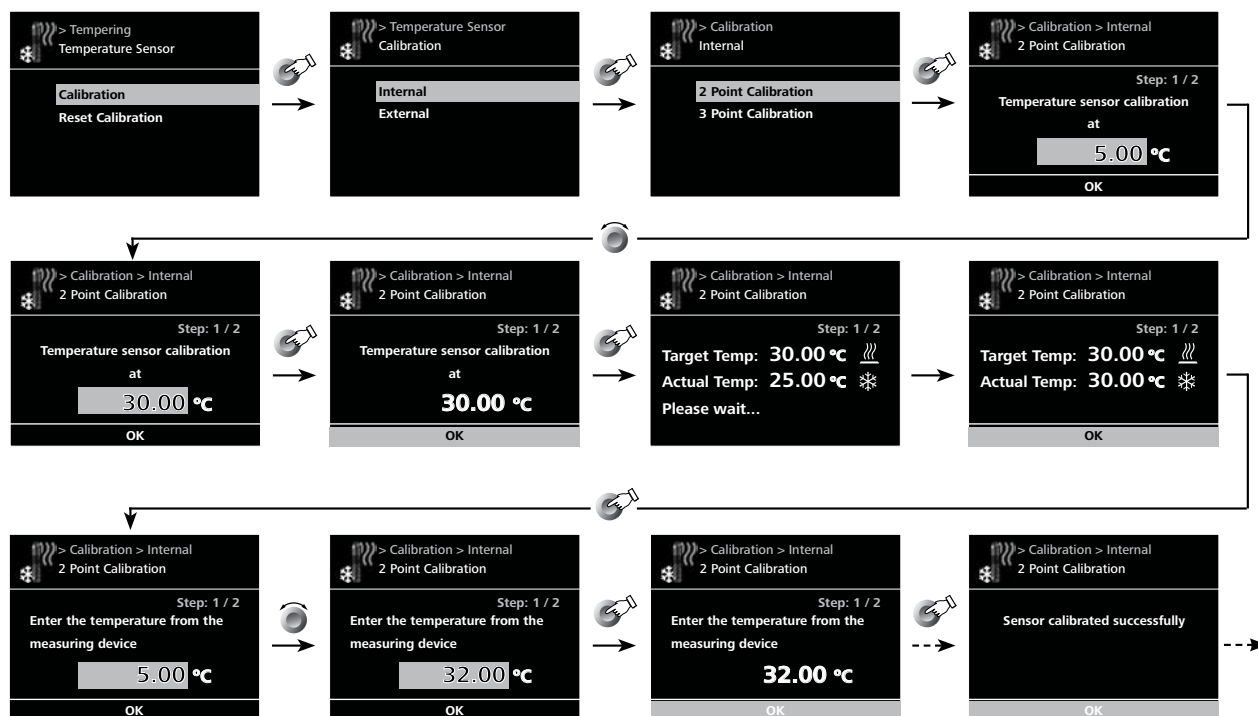 > Tempering
Temperature Sensor
Calibration
Reset Calibration
> Temperature Sensor
Calibration
Internal
External
> Calibration
Internal
2 Point Calibration
3 Point Calibration
> Calibration > Internal
2 Point Calibration
Step: 1 / 2
Temperature sensor calibration
at
5.00 °C
OK
> Calibration > Internal
2 Point Calibration
Step: 1 / 2
Temperature sensor calibration
at
30.00 °C
OK
> Calibration > Internal
2 Point Calibration
Step: 1 / 2
Temperature sensor calibration
at
30.00 °C
OK
> Calibration > Internal
2 Point Calibration
Step: 1 / 2
Target Temp: 30.00 °C
Actual Temp: 25.00 °C
Please wait...
> Calibration > Internal
2 Point Calibration
Step: 1 / 2
Target Temp: 30.00 °C
Actual Temp: 30.00 °C
OK
> Calibration > Internal
2 Point Calibration
Step: 1 / 2
Enter the temperature from the
measuring device
5.00 °C
OK
> Calibration > Internal
2 Point Calibration
Step: 1 / 2
Enter the temperature from the
measuring device
32.00 °C
OK
> Calibration > Internal
2 Point Calibration
Step: 1 / 2
Enter the temperature from the
measuring device
32.00 °C
OK
> Calibration > Internal
2 Point Calibration
Sensor calibrated successfully
OK